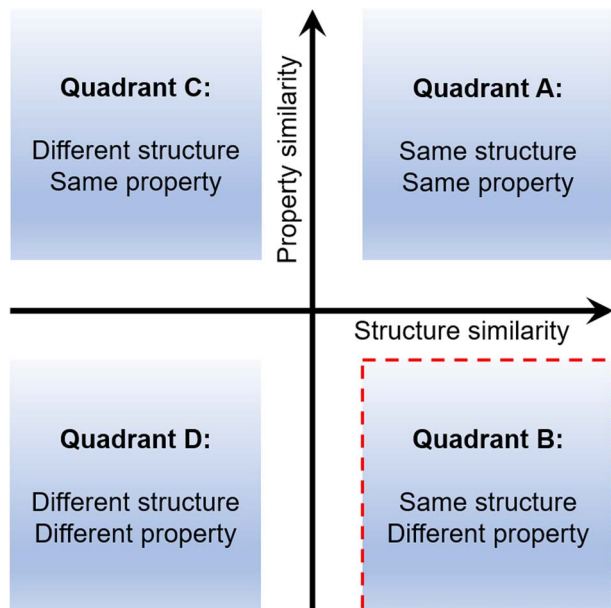 Quadrant C:
Different structure
Same property
Property similarity
Quadrant A:
Same structure
Same property
Structure similarity
Quadrant D:
Different structure
Different property
Quadrant B:
Same structure
Different property